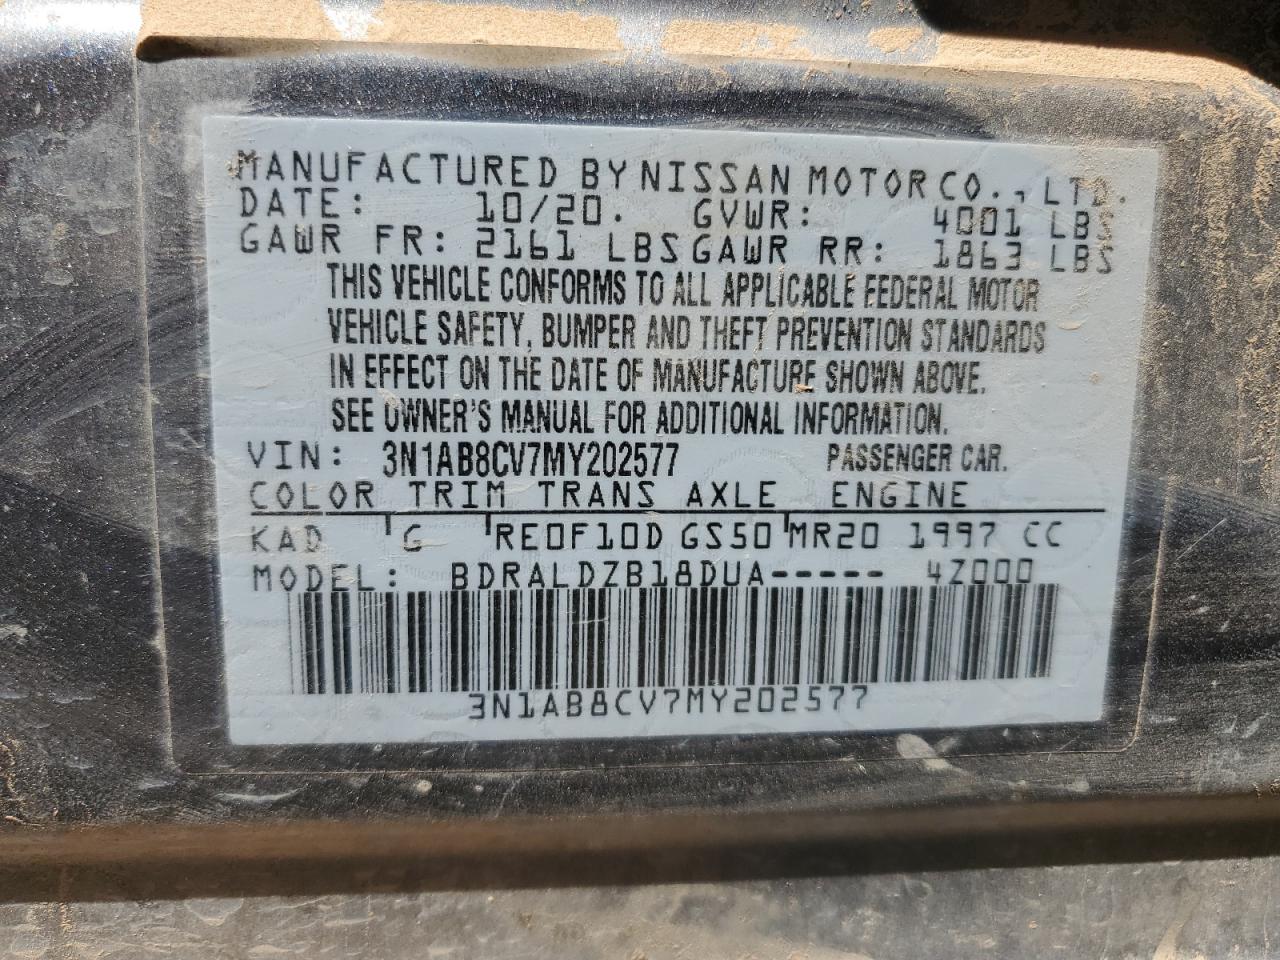 MANUFACTURED BY NISSAN MOTOR CO., LTD.
DATE: 10/20. GVWR: 4001 LBS
GAWR FR: 2161 LBS GAWR RR: 1863 LBS
THIS VEHICLE CONFORMS TO ALL APPLICABLE FEDERAL MOTOR
VEHICLE SAFETY, BUMPER AND THEFT PREVENTION STANDARDS
IN EFFECT ON THE DATE OF MANUFACTURE SHOWN ABOVE.
SEE OWNER'S MANUAL FOR ADDITIONAL INFORMATION.
VIN: 3N1AB8CV7MY202577 PASSENGER CAR.
COLOR TRIM TRANS AXLE ENGINE
KAD G RE0F10D GS50 MR20 1997 CC
MODEL: BDRALDZB18DUA----- 4Z000
3N1AB8CV7MY202577